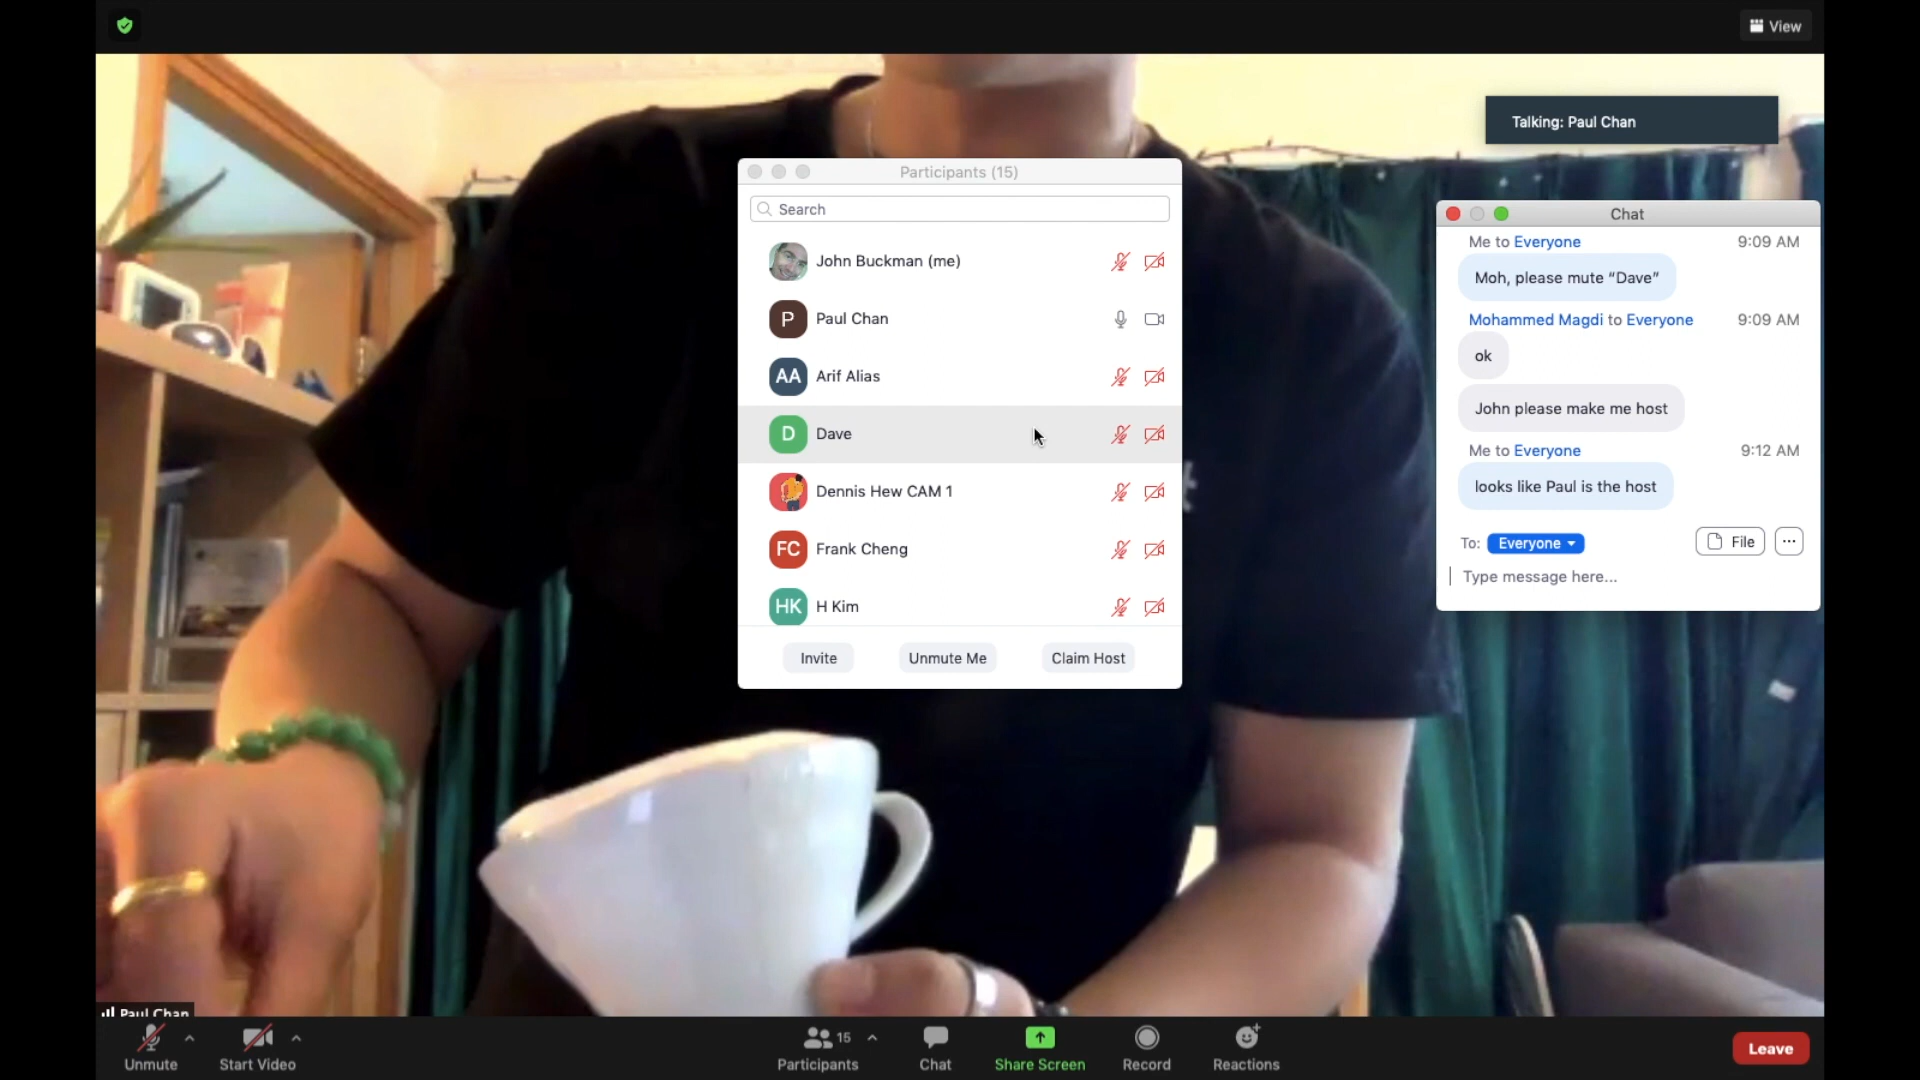 View
Talking: Paul Chan
Participants (15)
Search
John Buckman (me)
P Paul Chan
AA Arif Alias
D Dave
Dennis Hew CAM 1
FC Frank Cheng
HK H Kim
Invite Unmute Me Claim Host
Chat
Me to Everyone 9:09 AM
Moh, please mute “Dave”
Mohammed Magdi to Everyone 9:09 AM
ok
John please make me host
Me to Everyone 9:12 AM
looks like Paul is the host
To: Everyone File ...
Type message here...
Paul Chan
15
Unmute Start Video Participants Chat Share Screen Record Reactions Leave